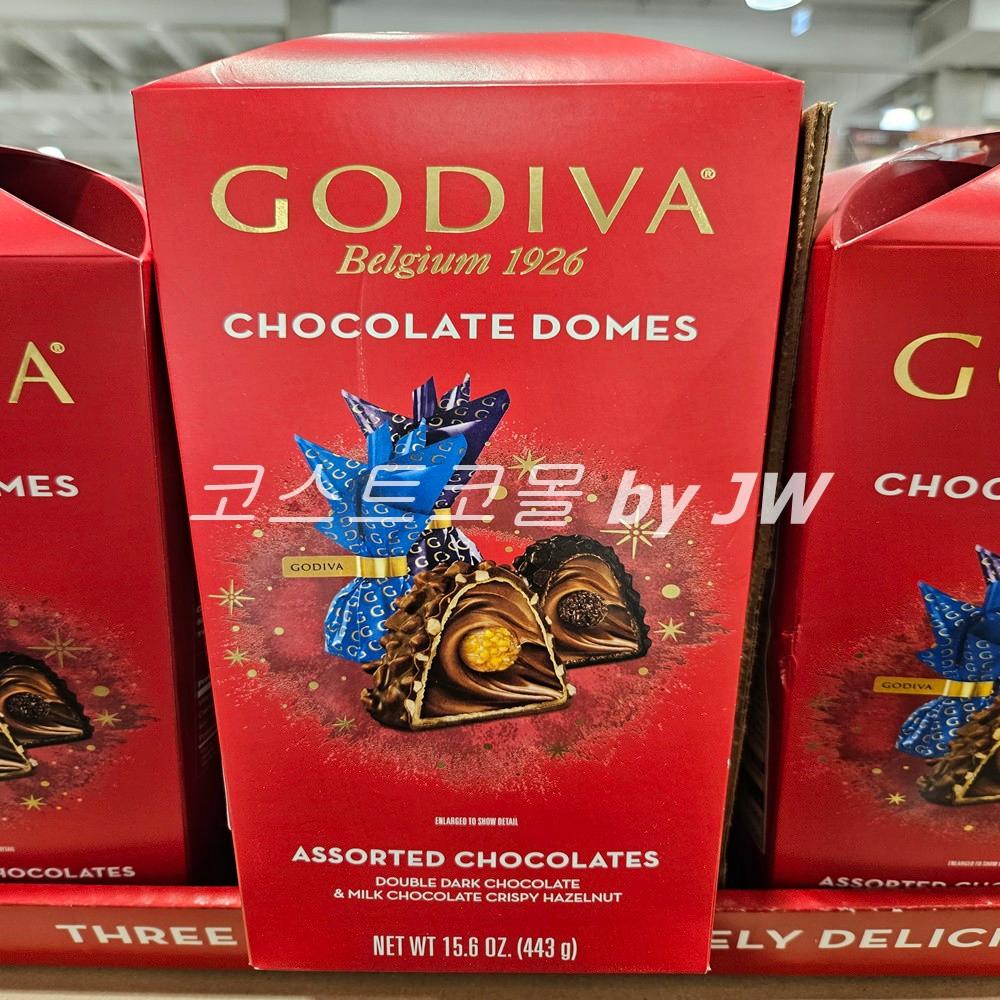 GODIVA®
Belgium 1926
CHOCOLATE DOMES
A®
G
MES
CHOC
코스트코몰 by JW
GODIVA
GODIVA
ENLARGED TO SHOW DETAIL
ASSORTED CHOCOLATES
DOUBLE DARK CHOCOLATE
& MILK CHOCOLATE CRISPY HAZELNUT
HOCOLATES
NET WT 15.6 OZ. (443 g)
THREE
ELY DELICI